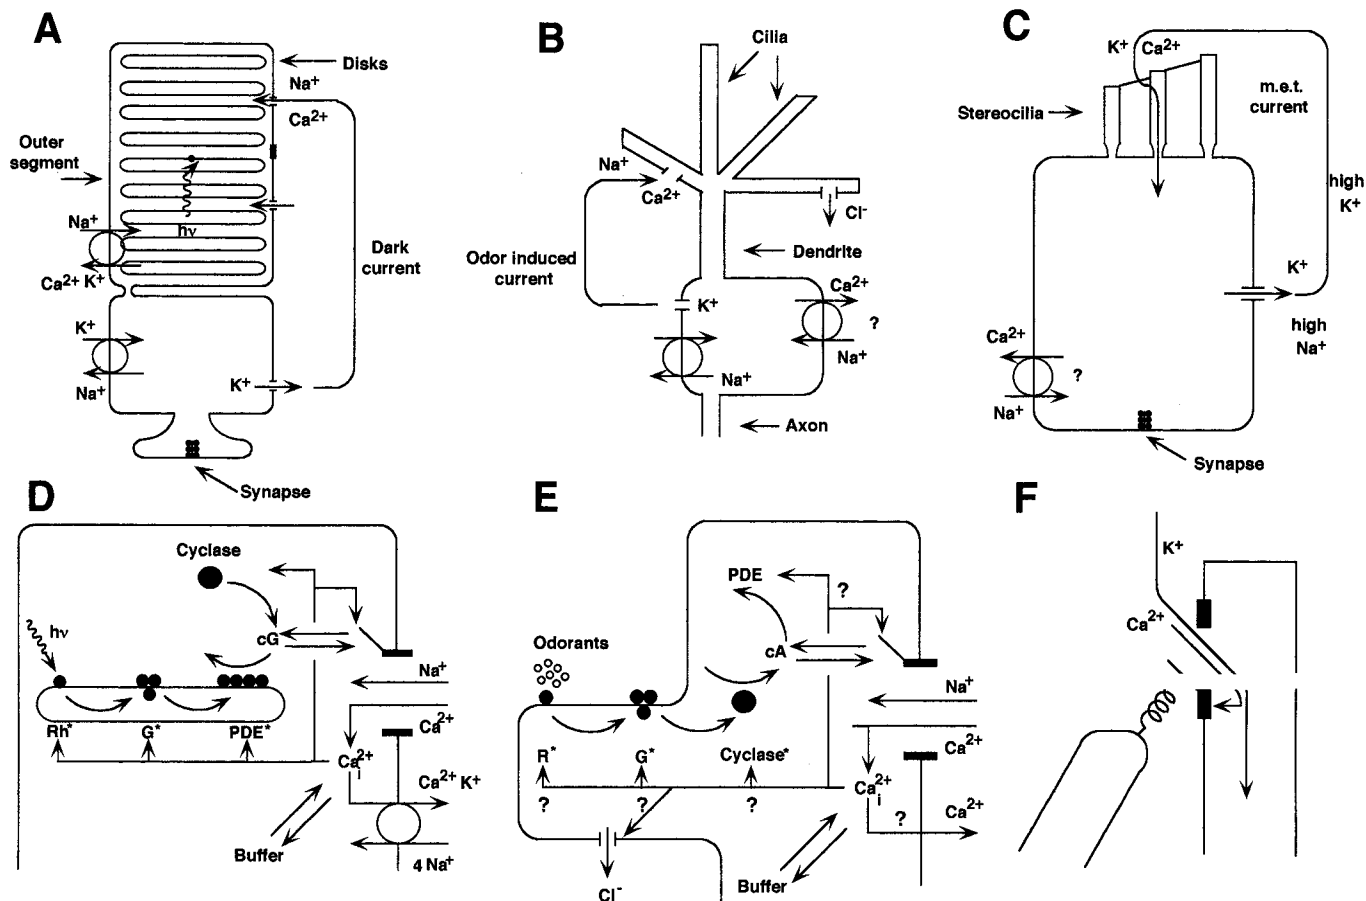 A
Disks
Na+
Ca2+
Outer
segment
Na+
hν
Ca2+ K+
Dark
current
K+
Na+
K+
Synapse
B
Cilia
Na+
Ca2+
Cl-
Odor induced
current
Dendrite
K+
Ca2+
?
Na+
Na+
Axon
C
K+
Ca2+
m.e.t.
current
Stereocilia
high
K+
K+
high
Na+
Ca2+
?
Na+
Synapse
D
Cyclase
hν
cG
Na+
Rh*
G*
PDE*
Ca2+
Ca2+i
Ca2+ K+
Buffer
4 Na+
E
PDE
?
Odorants
cA
Na+
R*
G*
Cyclase*
Ca2+
Ca2+i
?
?
?
?
Ca2+
Buffer
Cl-
F
K+
Ca2+